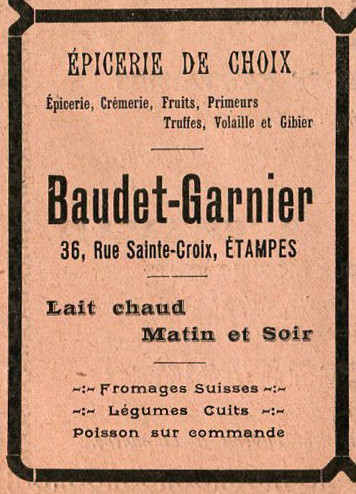 ÉPICERIE DE CHOIX
Épicerie, Crêmerie, Fruits, Primeurs
Truffes, Volaille et Gibier
Baudet-Garnier
36, Rue Sainte-Croix, ÉTAMPES
Lait chaud
Matin et Soir
~:~ Fromages Suisses ~:~
~:~ Légumes Cuits ~:~
Poisson sur commande